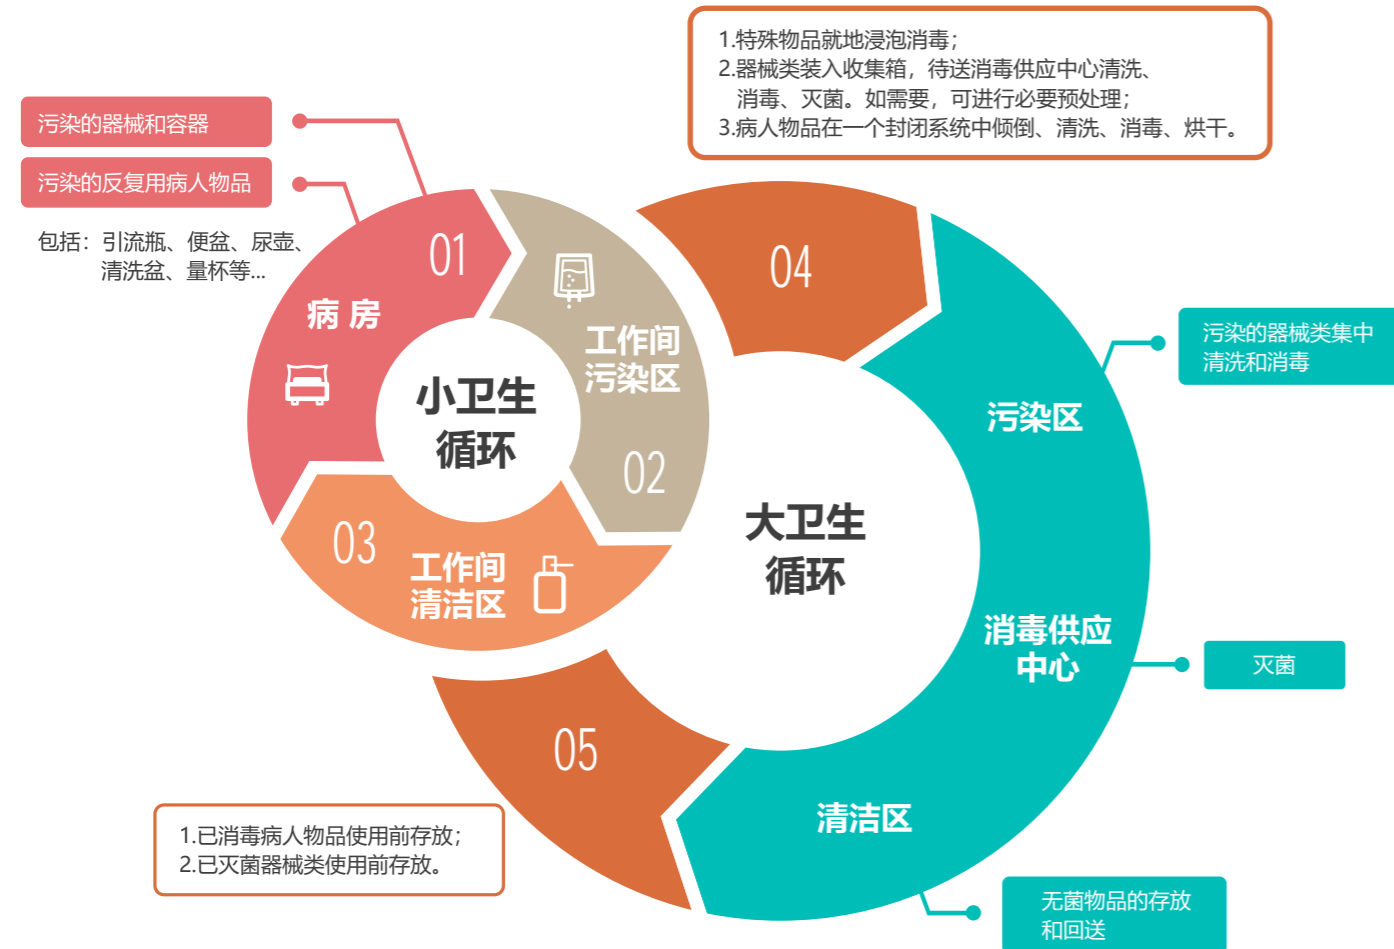 1.特殊物品就地浸泡消毒；
2.器械类装入收集箱，待送消毒供应中心清洗、
消毒、灭菌。如需要，可进行必要预处理；
3.病人物品在一个封闭系统中倾倒、清洗、消毒、烘干。
污染的器械和容器
污染的反复用病人物品
包括：引流瓶、便盆、尿壶、
清洗盆、量杯等...
01
病房
工作间
污染区
02
03
工作间
清洁区
小卫生
循环
04
大卫生
循环
污染区
污染的器械类集中
清洗和消毒
消毒供应
中心
灭菌
清洁区
无菌物品的存放
和回送
05
1.已消毒病人物品使用前存放；
2.已灭菌器械类使用前存放。